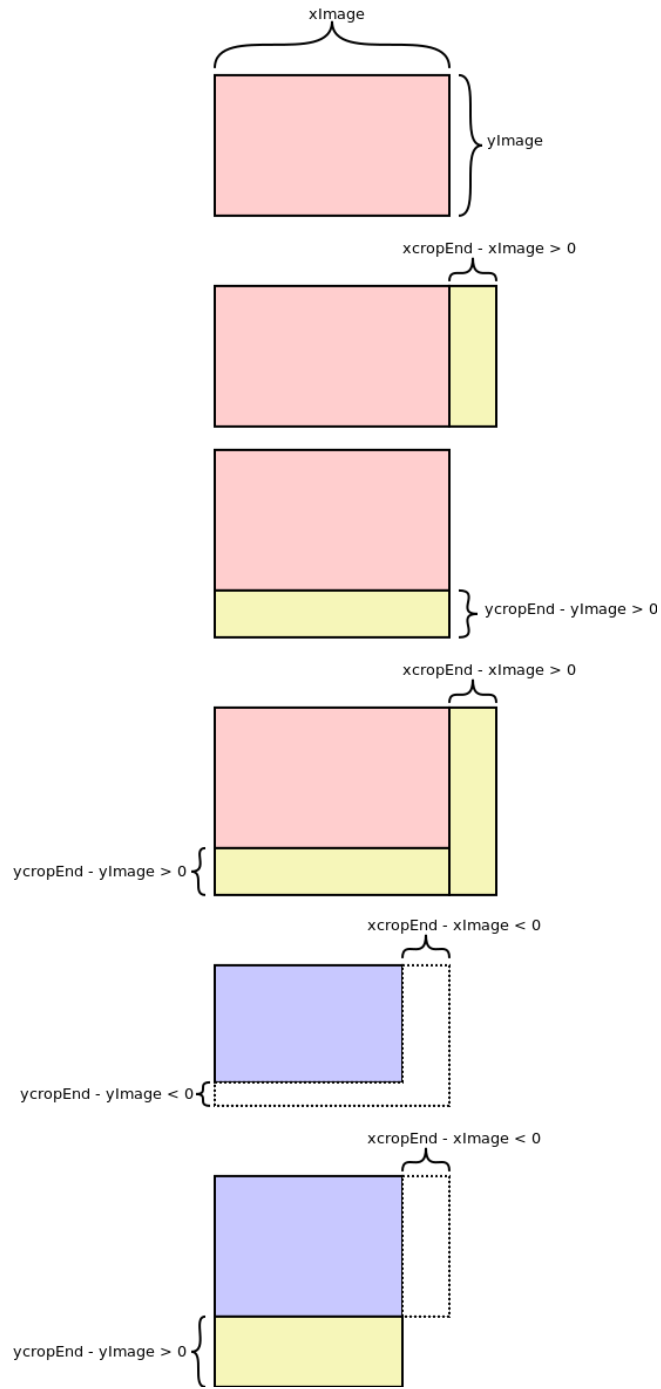 xImage
yImage
xcropEnd - xImage > 0
ycropEnd - yImage > 0
xcropEnd - xImage > 0
ycropEnd - yImage > 0
xcropEnd - xImage < 0
ycropEnd - yImage < 0
xcropEnd - xImage < 0
ycropEnd - yImage > 0